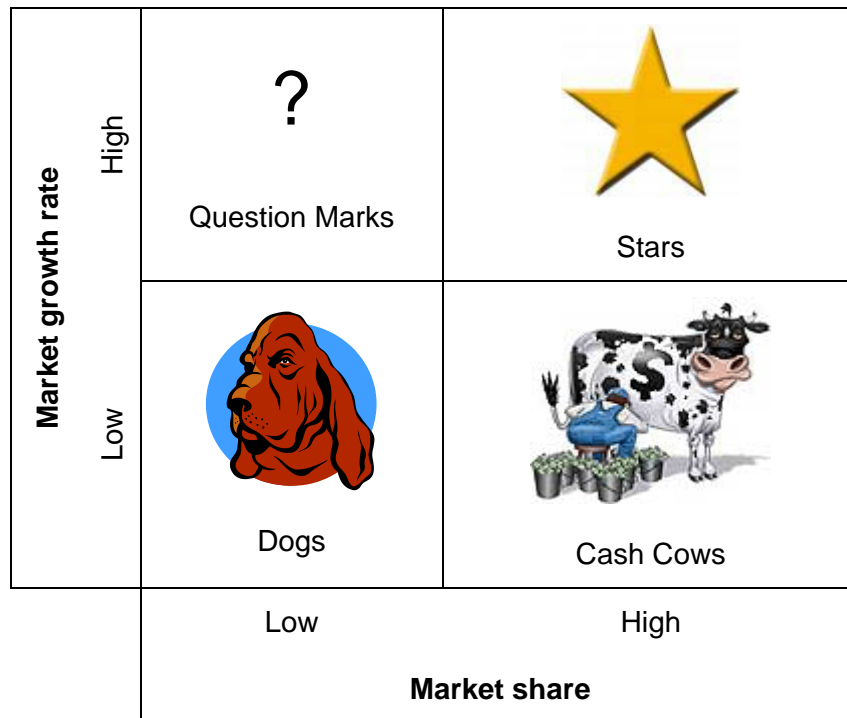 ?
Question Marks
Stars
High
Market growth rate
Low
$
Dogs
Cash Cows
Low
High
Market share